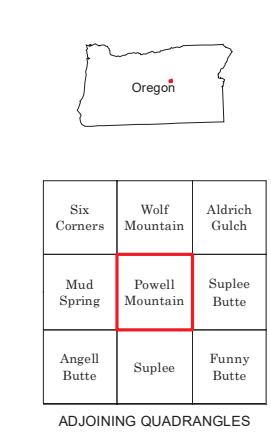 Oregon
Six Wolf Aldrich
Corners Mountain Gulch
Mud Powell Suplee
Spring Mountain Butte
Angell Suplee Funny
Butte Butte
ADJOINING QUADRANGLES